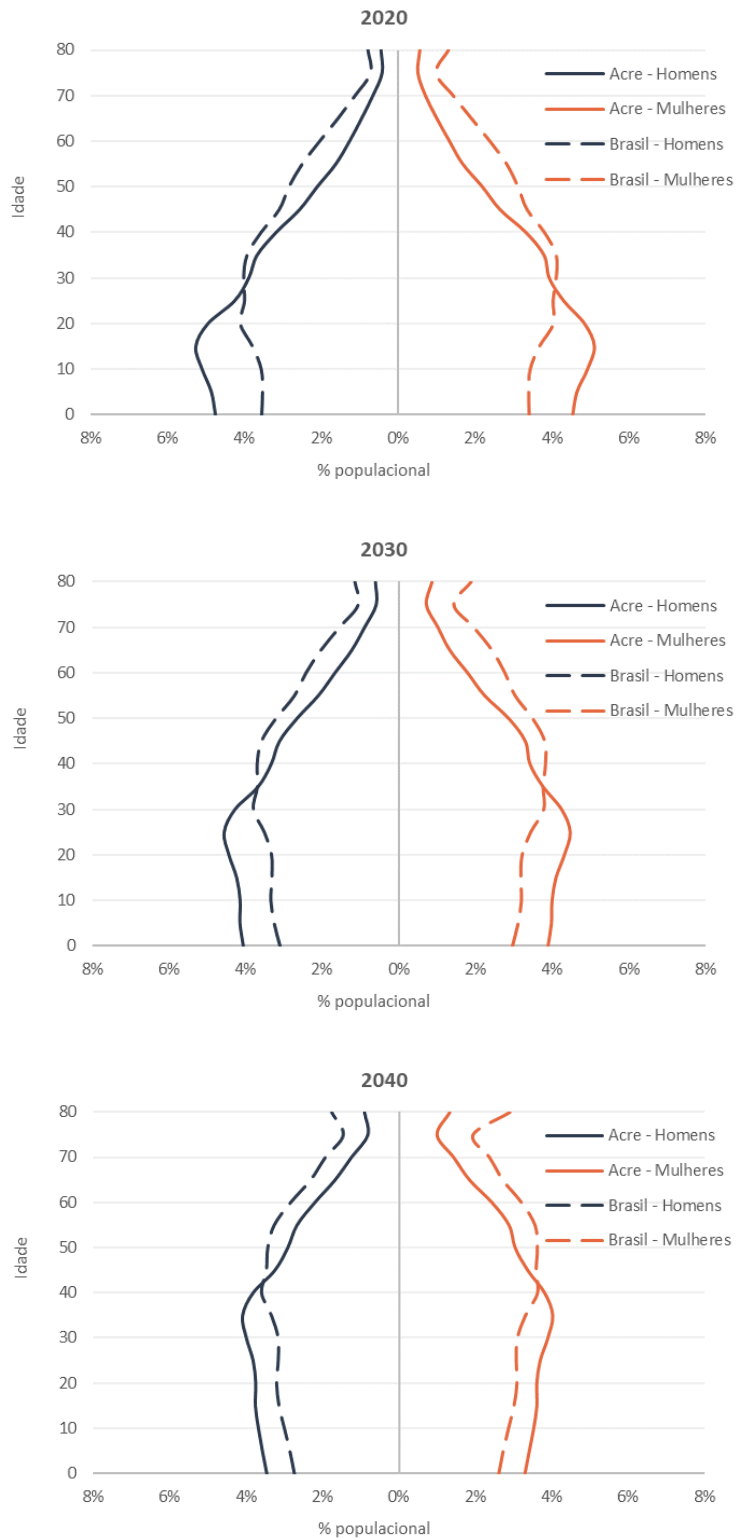 2020
80
70
60
50
40
30
20
10
0
Idade
8% 6% 4% 2% 0% 2% 4% 6% 8%
% populacional
Acre - Homens
Acre - Mulheres
Brasil - Homens
Brasil - Mulheres
2030
80
70
60
50
40
30
20
10
0
Idade
8% 6% 4% 2% 0% 2% 4% 6% 8%
% populacional
Acre - Homens
Acre - Mulheres
Brasil - Homens
Brasil - Mulheres
2040
80
70
60
50
40
30
20
10
0
Idade
8% 6% 4% 2% 0% 2% 4% 6% 8%
% populacional
Acre - Homens
Acre - Mulheres
Brasil - Homens
Brasil - Mulheres